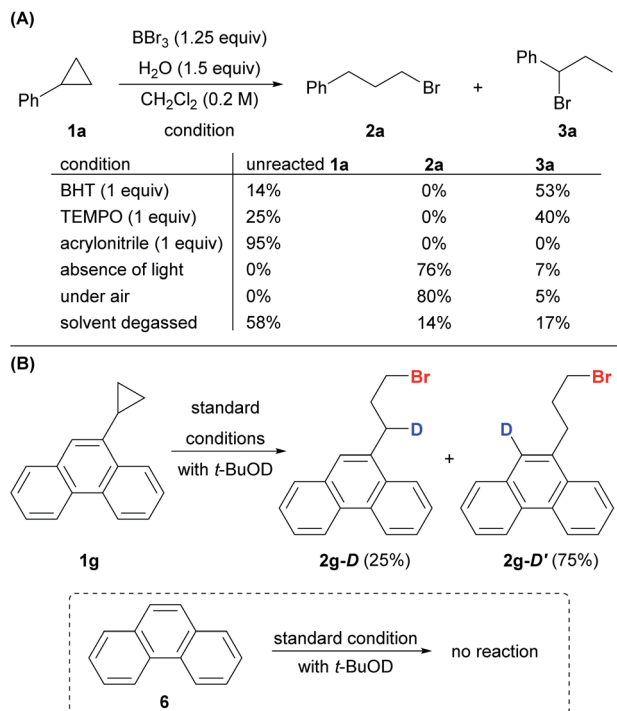 (A)
BBr3 (1.25 equiv)
H2O (1.5 equiv)
CH2Cl2 (0.2 M)
condition
Ph
1a
Ph Br
2a
+
Ph
Br
3a
condition unreacted 1a 2a 3a
BHT (1 equiv) 14% 0% 53%
TEMPO (1 equiv) 25% 0% 40%
acrylonitrile (1 equiv) 95% 0% 0%
absence of light 0% 76% 7%
under air 0% 80% 5%
solvent degassed 58% 14% 17%
(B)
1g
standard
conditions
with t-BuOD
Br
D
2g-D (25%)
+
Br
D
2g-D' (75%)
6
standard condition
with t-BuOD
no reaction